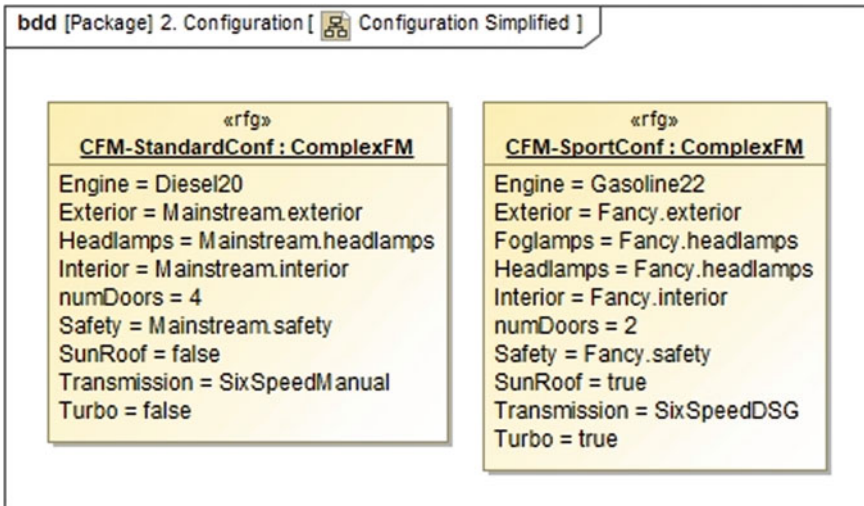 bdd [Package] 2. Configuration [ Configuration Simplified ]
«rfg»
CFM-StandardConf : ComplexFM
Engine = Diesel20
Exterior = Mainstream.exterior
Headlamps = Mainstream.headlamps
Interior = Mainstream.interior
numDoors = 4
Safety = Mainstream.safety
SunRoof = false
Transmission = SixSpeedManual
Turbo = false
«rfg»
CFM-SportConf : ComplexFM
Engine = Gasoline22
Exterior = Fancy.exterior
Foglamps = Fancy.headlamps
Headlamps = Fancy.headlamps
Interior = Fancy.interior
numDoors = 2
Safety = Fancy.safety
SunRoof = true
Transmission = SixSpeedDSG
Turbo = true